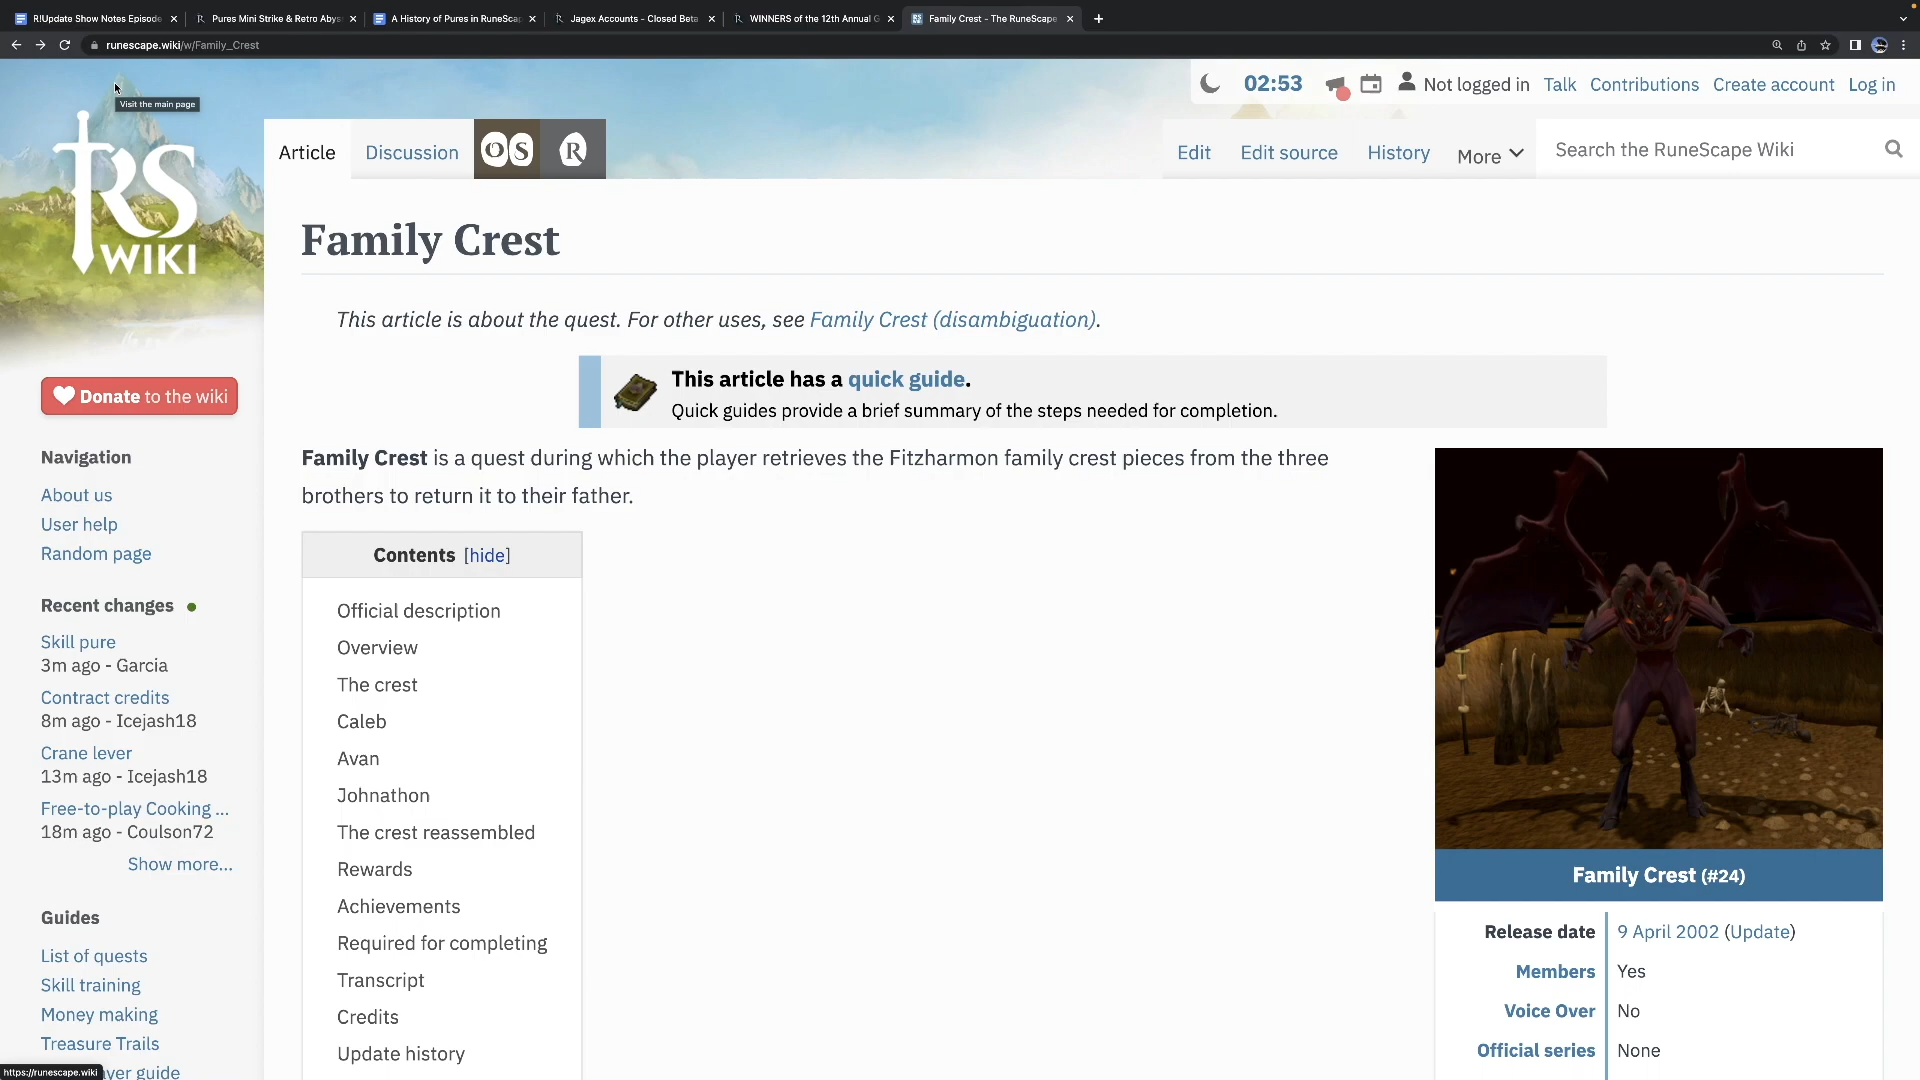 R!Update Show Notes Episode
Pures Mini Strike & Retro Abys
A History of Pures in RuneScap
Jagex Accounts - Closed Beta
WINNERS of the 12th Annual G
Family Crest - The RuneScape
runescape.wiki/w/Family_Crest
Visit the main page
RS
WIKI
02:53
Not logged in
Talk
Contributions
Create account
Log in
Article
Discussion
OS
R
Edit
Edit source
History
More
Search the RuneScape Wiki
Family Crest
This article is about the quest. For other uses, see Family Crest (disambiguation).
This article has a quick guide.
Quick guides provide a brief summary of the steps needed for completion.
Family Crest is a quest during which the player retrieves the Fitzharmon family crest pieces from the three
brothers to return it to their father.
Donate to the wiki
Navigation
About us
User help
Random page
Recent changes
Skill pure
3m ago - Garcia
Contract credits
8m ago - Icejash18
Crane lever
13m ago - Icejash18
Free-to-play Cooking ...
18m ago - Coulson72
Show more...
Guides
List of quests
Skill training
Money making
Treasure Trails
yer guide
https://runescape.wiki
Contents [hide]
Official description
Overview
The crest
Caleb
Avan
Johnathon
The crest reassembled
Rewards
Achievements
Required for completing
Transcript
Credits
Update history
Family Crest (#24)
Release date 9 April 2002 (Update)
Members Yes
Voice Over No
Official series None